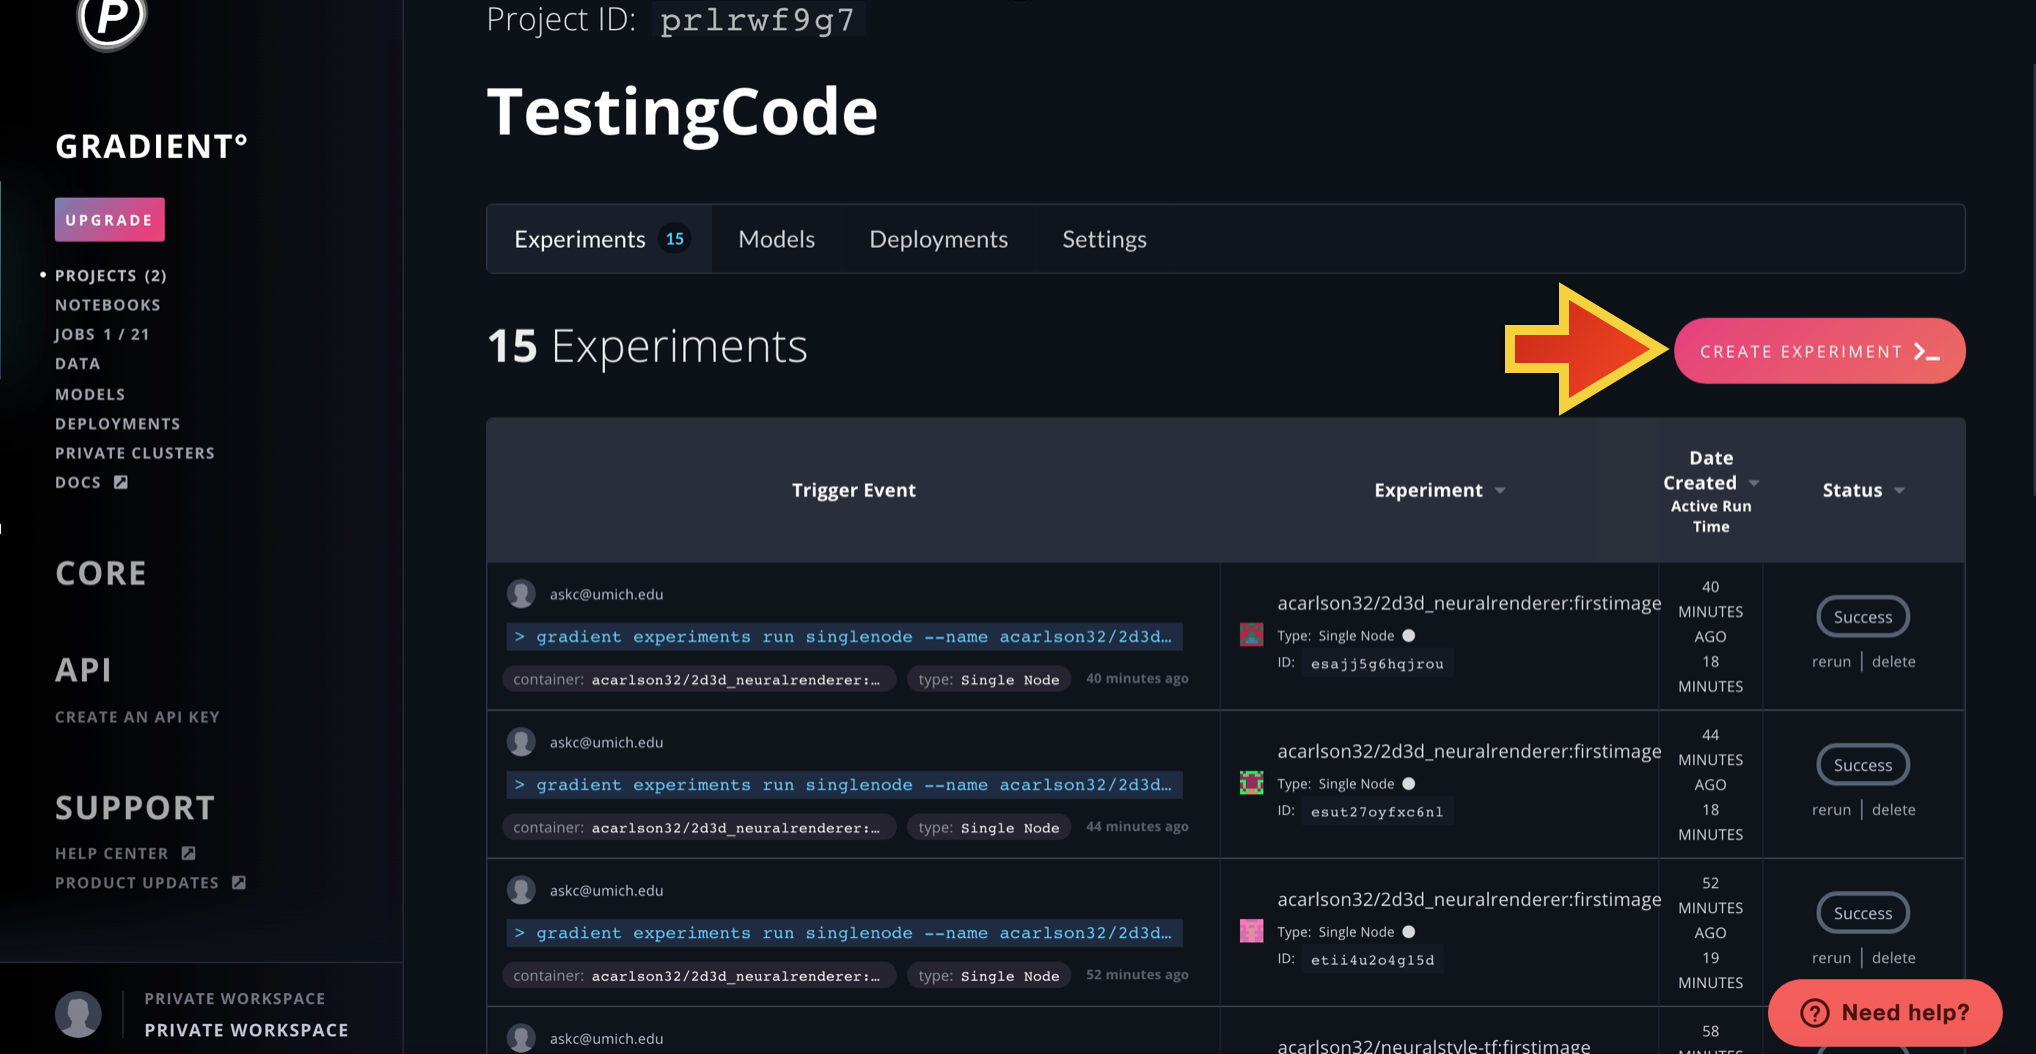 P
GRADIENT°
UPGRADE
PROJECTS (2)
NOTEBOOKS
JOBS 1 / 21
DATA
MODELS
DEPLOYMENTS
PRIVATE CLUSTERS
DOCS
CORE
API
CREATE AN API KEY
SUPPORT
HELP CENTER
PRODUCT UPDATES
PRIVATE WORKSPACE
PRIVATE WORKSPACE
Project ID: prlrwf9g7
TestingCode
Experiments 15 Models Deployments Settings
15 Experiments
CREATE EXPERIMENT >_
Trigger Event
Experiment
Date
Created
Active Run
Time
Status
askc@umich.edu
> gradient experiments run singlenode --name acarlson32/2d3d…
container: acarlson32/2d3d_neuralrenderer:… type: Single Node 40 minutes ago
acarlson32/2d3d_neuralrenderer:firstimage
Type: Single Node
ID: esajj5g6hqjrou
40
MINUTES
AGO
18
MINUTES
Success
rerun | delete
askc@umich.edu
> gradient experiments run singlenode --name acarlson32/2d3d…
container: acarlson32/2d3d_neuralrenderer:… type: Single Node 44 minutes ago
acarlson32/2d3d_neuralrenderer:firstimage
Type: Single Node
ID: esut27oyfxc6nl
44
MINUTES
AGO
18
MINUTES
Success
rerun | delete
askc@umich.edu
> gradient experiments run singlenode --name acarlson32/2d3d…
container: acarlson32/2d3d_neuralrenderer:… type: Single Node 52 minutes ago
acarlson32/2d3d_neuralrenderer:firstimage
Type: Single Node
ID: etii4u2o4g15d
52
MINUTES
AGO
19
MINUTES
Success
rerun | delete
askc@umich.edu
acarlson32/neuralstyle-tf:firstimage
58
MINUTES
? Need help?